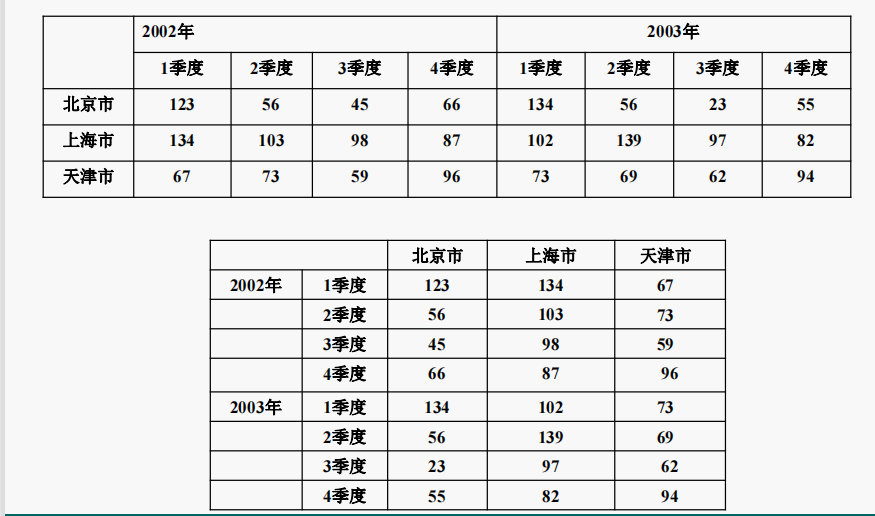 2002年 2003年
1季度 2季度 3季度 4季度 1季度 2季度 3季度 4季度
北京市 123 56 45 66 134 56 23 55
上海市 134 103 98 87 102 139 97 82
天津市 67 73 59 96 73 69 62 94
北京市 上海市 天津市
2002年 1季度 123 134 67
2季度 56 103 73
3季度 45 98 59
4季度 66 87 96
2003年 1季度 134 102 73
2季度 56 139 69
3季度 23 97 62
4季度 55 82 94